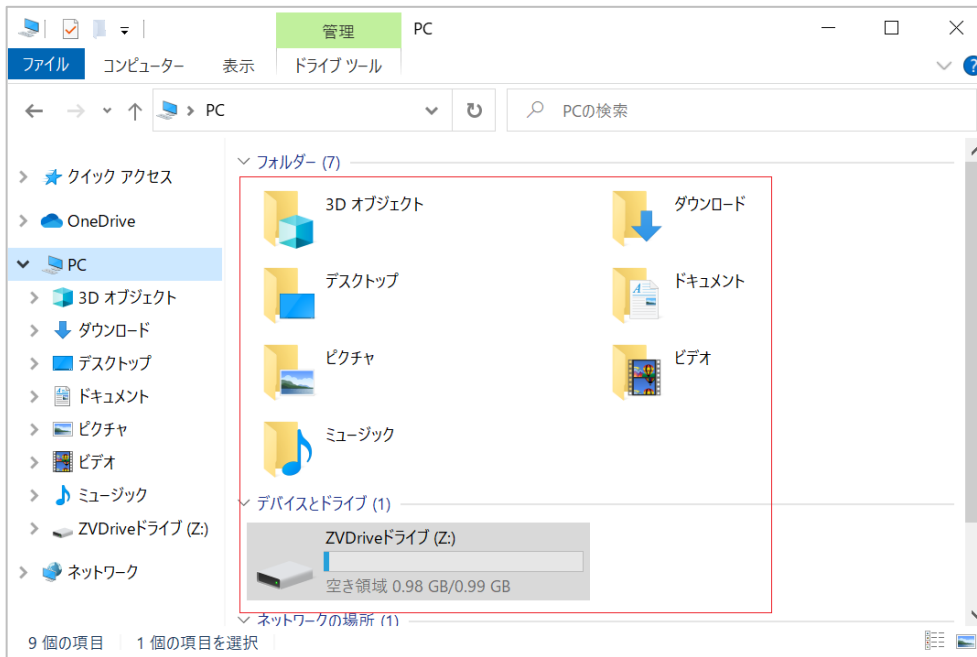 管理
PC
ファイル
コンピューター
表示
ドライブ ツール
?
PC
PCの検索
クイック アクセス
OneDrive
PC
3D オブジェクト
ダウンロード
デスクトップ
ドキュメント
ピクチャ
ビデオ
ミュージック
ZVDriveドライブ (Z:)
ネットワーク
フォルダー (7)
3D オブジェクト
ダウンロード
デスクトップ
ドキュメント
ピクチャ
ビデオ
ミュージック
デバイスとドライブ (1)
ZVDriveドライブ (Z:)
空き領域 0.98 GB/0.99 GB
ネットワークの場所 (1)
9 個の項目
1 個の項目を選択